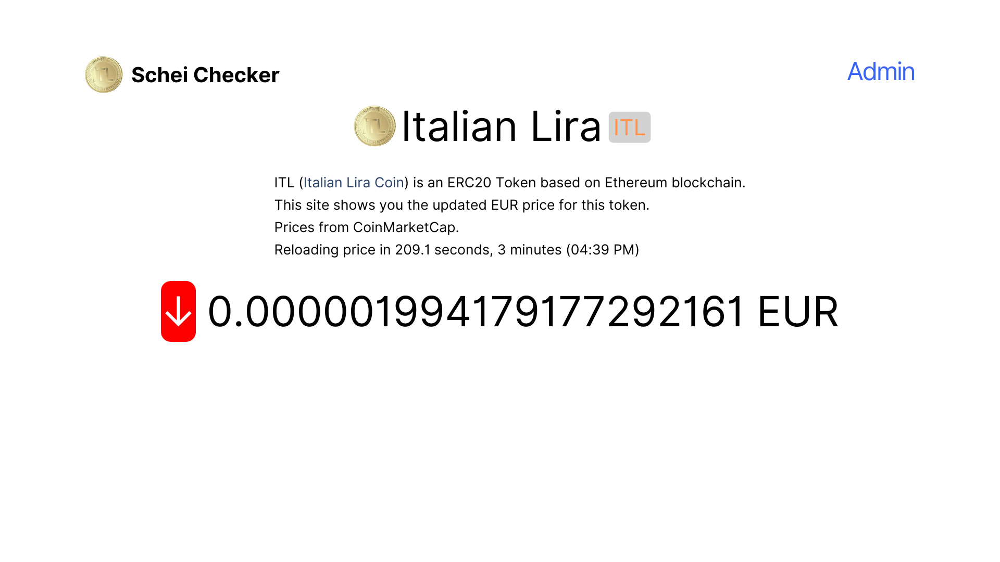 Schei Checker
Admin
Italian Lira ITL
ITL (Italian Lira Coin) is an ERC20 Token based on Ethereum blockchain.
This site shows you the updated EUR price for this token.
Prices from CoinMarketCap.
Reloading price in 209.1 seconds, 3 minutes (04:39 PM)
0.000001994179177292161 EUR